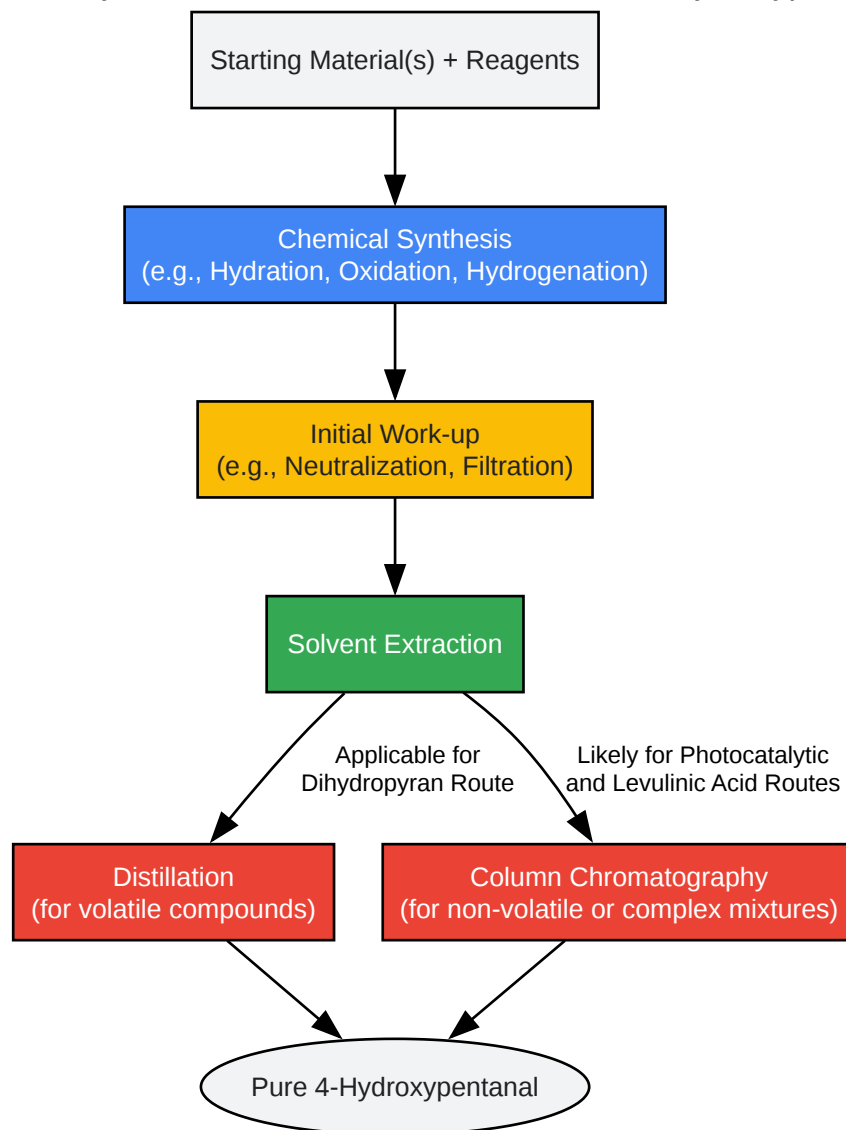 Starting Material(s) + Reagents
Chemical Synthesis
(e.g., Hydration, Oxidation, Hydrogenation)
Initial Work-up
(e.g., Neutralization, Filtration)
Solvent Extraction
Applicable for
Dihydropyran Route
Likely for Photocatalytic
and Levulinic Acid Routes
Distillation
(for volatile compounds)
Column Chromatography
(for non-volatile or complex mixtures)
Pure 4-Hydroxypentanal